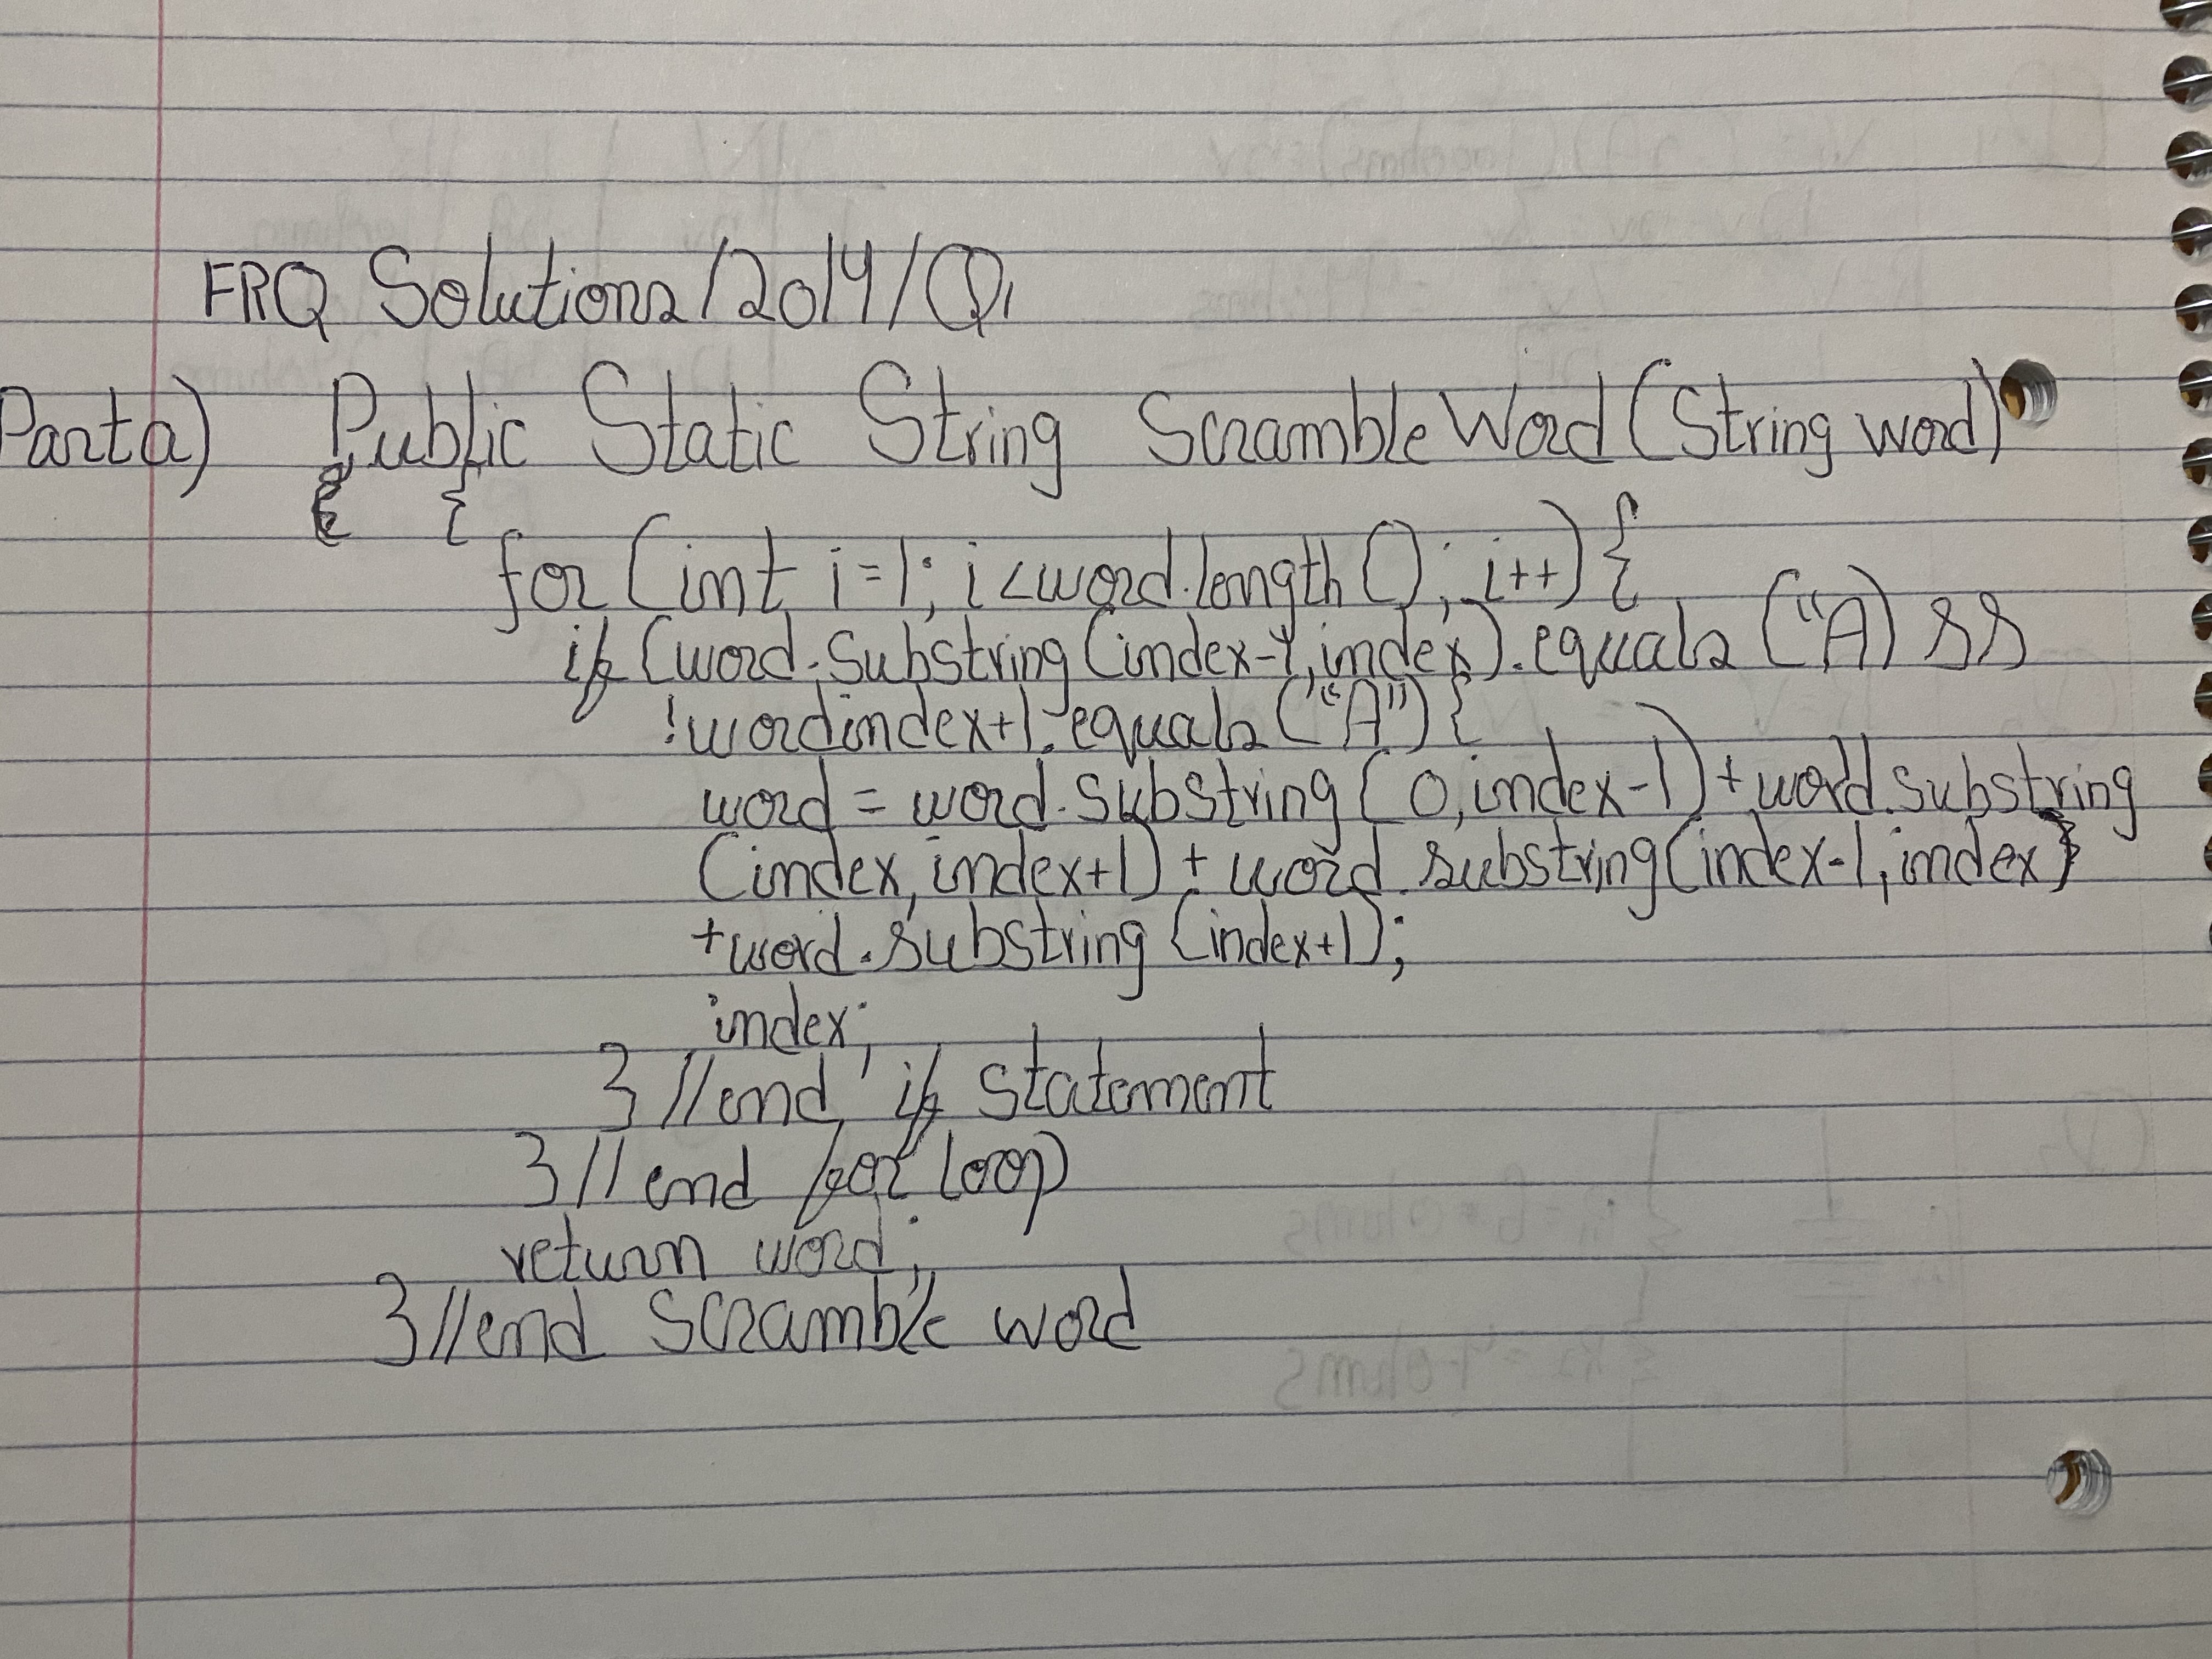 FRQ Solutions/2014/Q1
Part a) Public Static String ScrambleWord(String word)
{
for (int i=1; i<word.length(); i++) {
if (word.substring(index-1,index).equals("A) &&
!wordindex+1.equals("A") {
word = word.substring(0,index-1)+word.substring
(index, index+1) + word.substring(index-1,index)
+word.substring(index+1);
index;
} //end if statement
} // end for loop
return word;
} //end scramble word